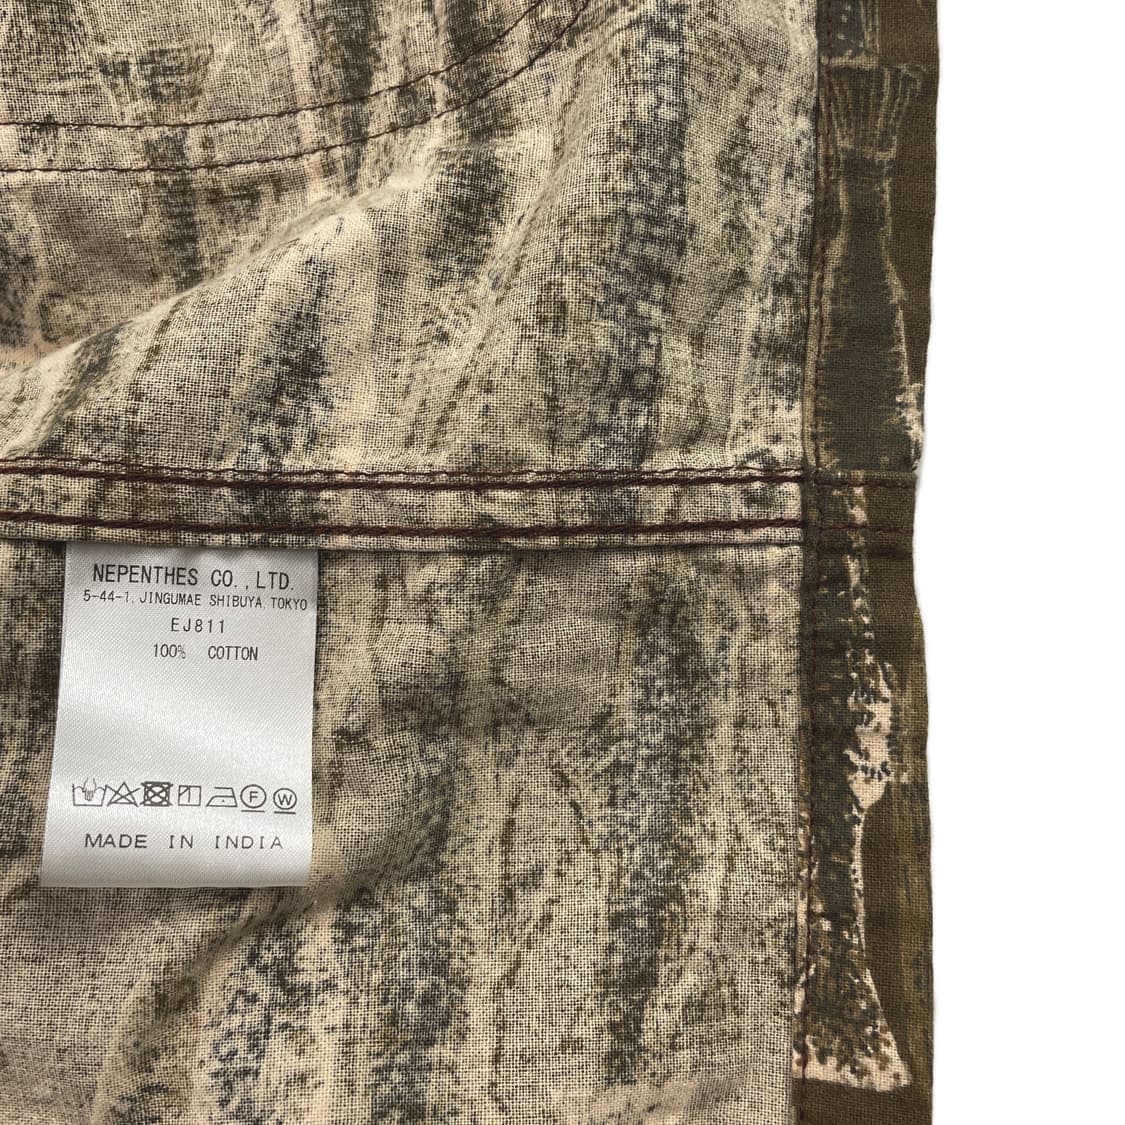 NEPENTHES CO.,LTD.
5-44-1, JINGUMAE SHIBUYA, TOKYO
EJ811
100% COTTON
F W
MADE IN INDIA